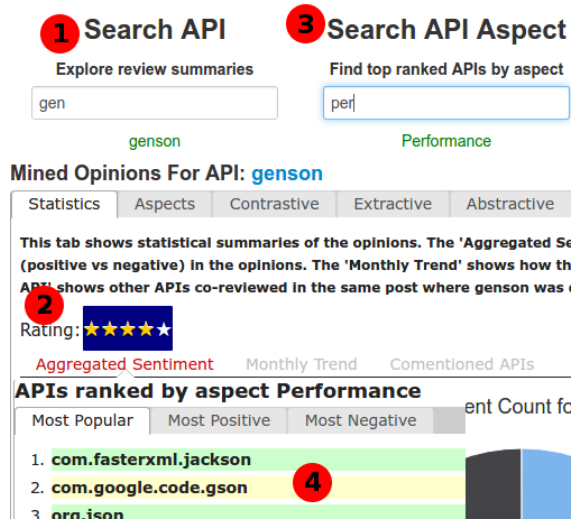 1 Search API
3 Search API Aspect
Explore review summaries
Find top ranked APIs by aspect
gen
per
genson
Performance
Mined Opinions For API: genson
Statistics Aspects Contrastive Extractive Abstractive
This tab shows statistical summaries of the opinions. The 'Aggregated Se
(positive vs negative) in the opinions. The 'Monthly Trend' shows how th
API' shows other APIs co-reviewed in the same post where genson was
2
Rating:
Aggregated Sentiment Monthly Trend Comentioned APIs
APIs ranked by aspect Performance
ent Count fo
Most Popular Most Positive Most Negative
1. com.fasterxml.jackson
2. com.google.code.gson
4
3. org.json